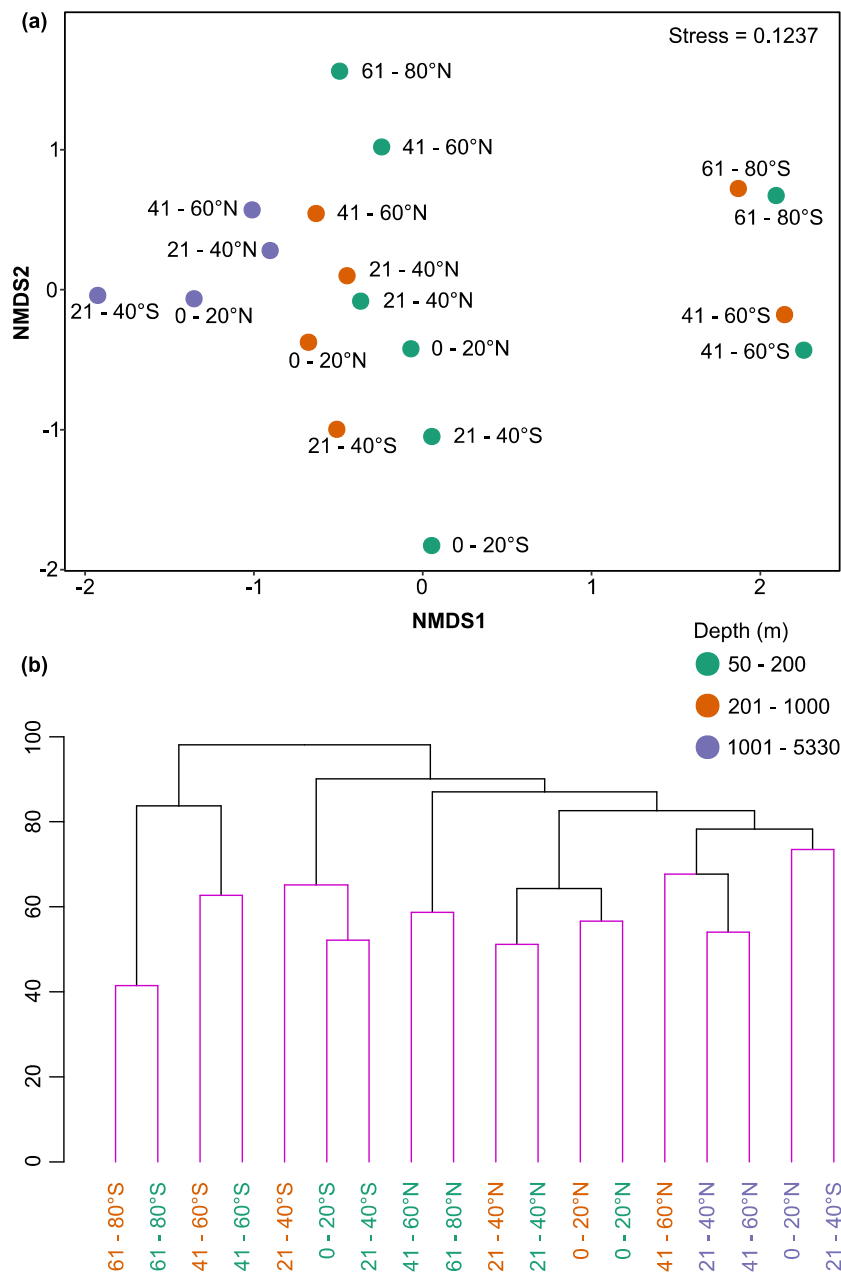 (a)
Stress = 0.1237
61 - 80°N
41 - 60°N
61 - 80°S
61 - 80°S
41 - 60°N
41 - 60°N
21 - 40°N
21 - 40°N
21 - 40°N
21 - 40°S
0 - 20°N
41 - 60°S
41 - 60°S
0 - 20°N
0 - 20°N
21 - 40°S
21 - 40°S
0 - 20°S
1
0
-1
-2
NMDS2
-2
-1
0
1
2
NMDS1
Depth (m)
50 - 200
201 - 1000
1001 - 5330
(b)
100
80
60
40
20
0
61 - 80°S
61 - 80°S
41 - 60°S
41 - 60°S
21 - 40°S
0 - 20°S
21 - 40°S
41 - 60°N
61 - 80°N
21 - 40°N
21 - 40°N
0 - 20°N
0 - 20°N
41 - 60°N
21 - 40°N
41 - 60°N
0 - 20°N
21 - 40°S